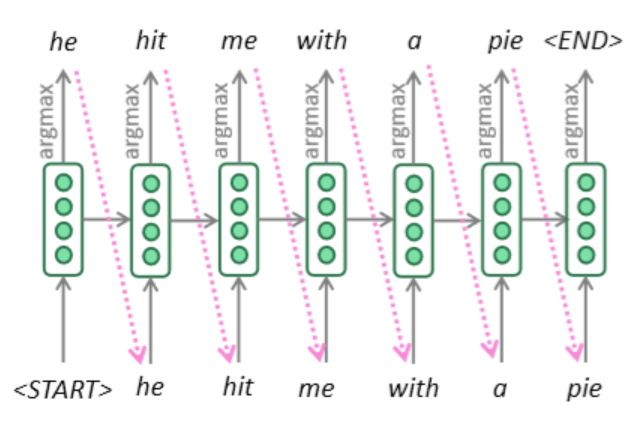 he hit me with a pie <END>
argmax argmax argmax argmax argmax argmax argmax
<START> he hit me with a pie